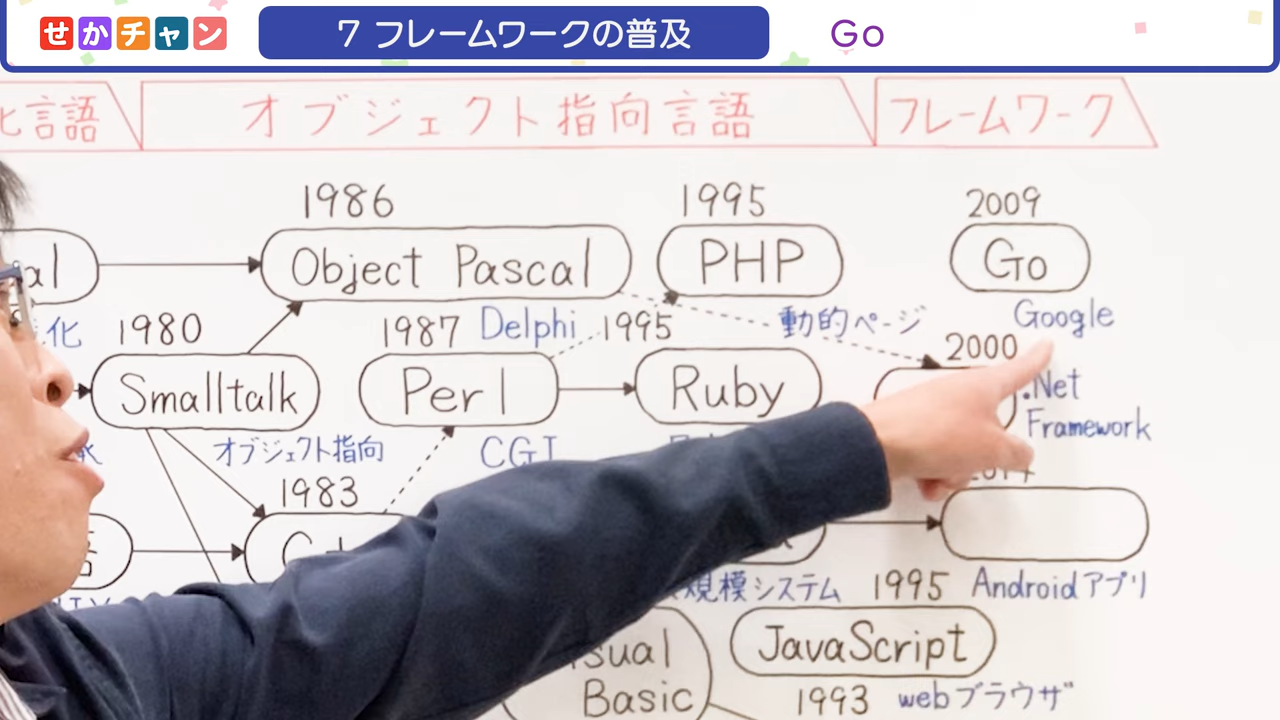 せかチャン
7 フレームワークの普及
Go
化言語
オブジェクト指向言語
フレームワーク
1986
1995
2009
al
Object Pascal
PHP
Go
化
1980
1987
Delphi
1995
動的ページ
Google
2000
Smalltalk
Perl
Ruby
.Net
Framework
オブジェクト指向
CGI
1983
規模システム
1995
Androidアプリ
JavaScript
Basic
1993
webブラウザ